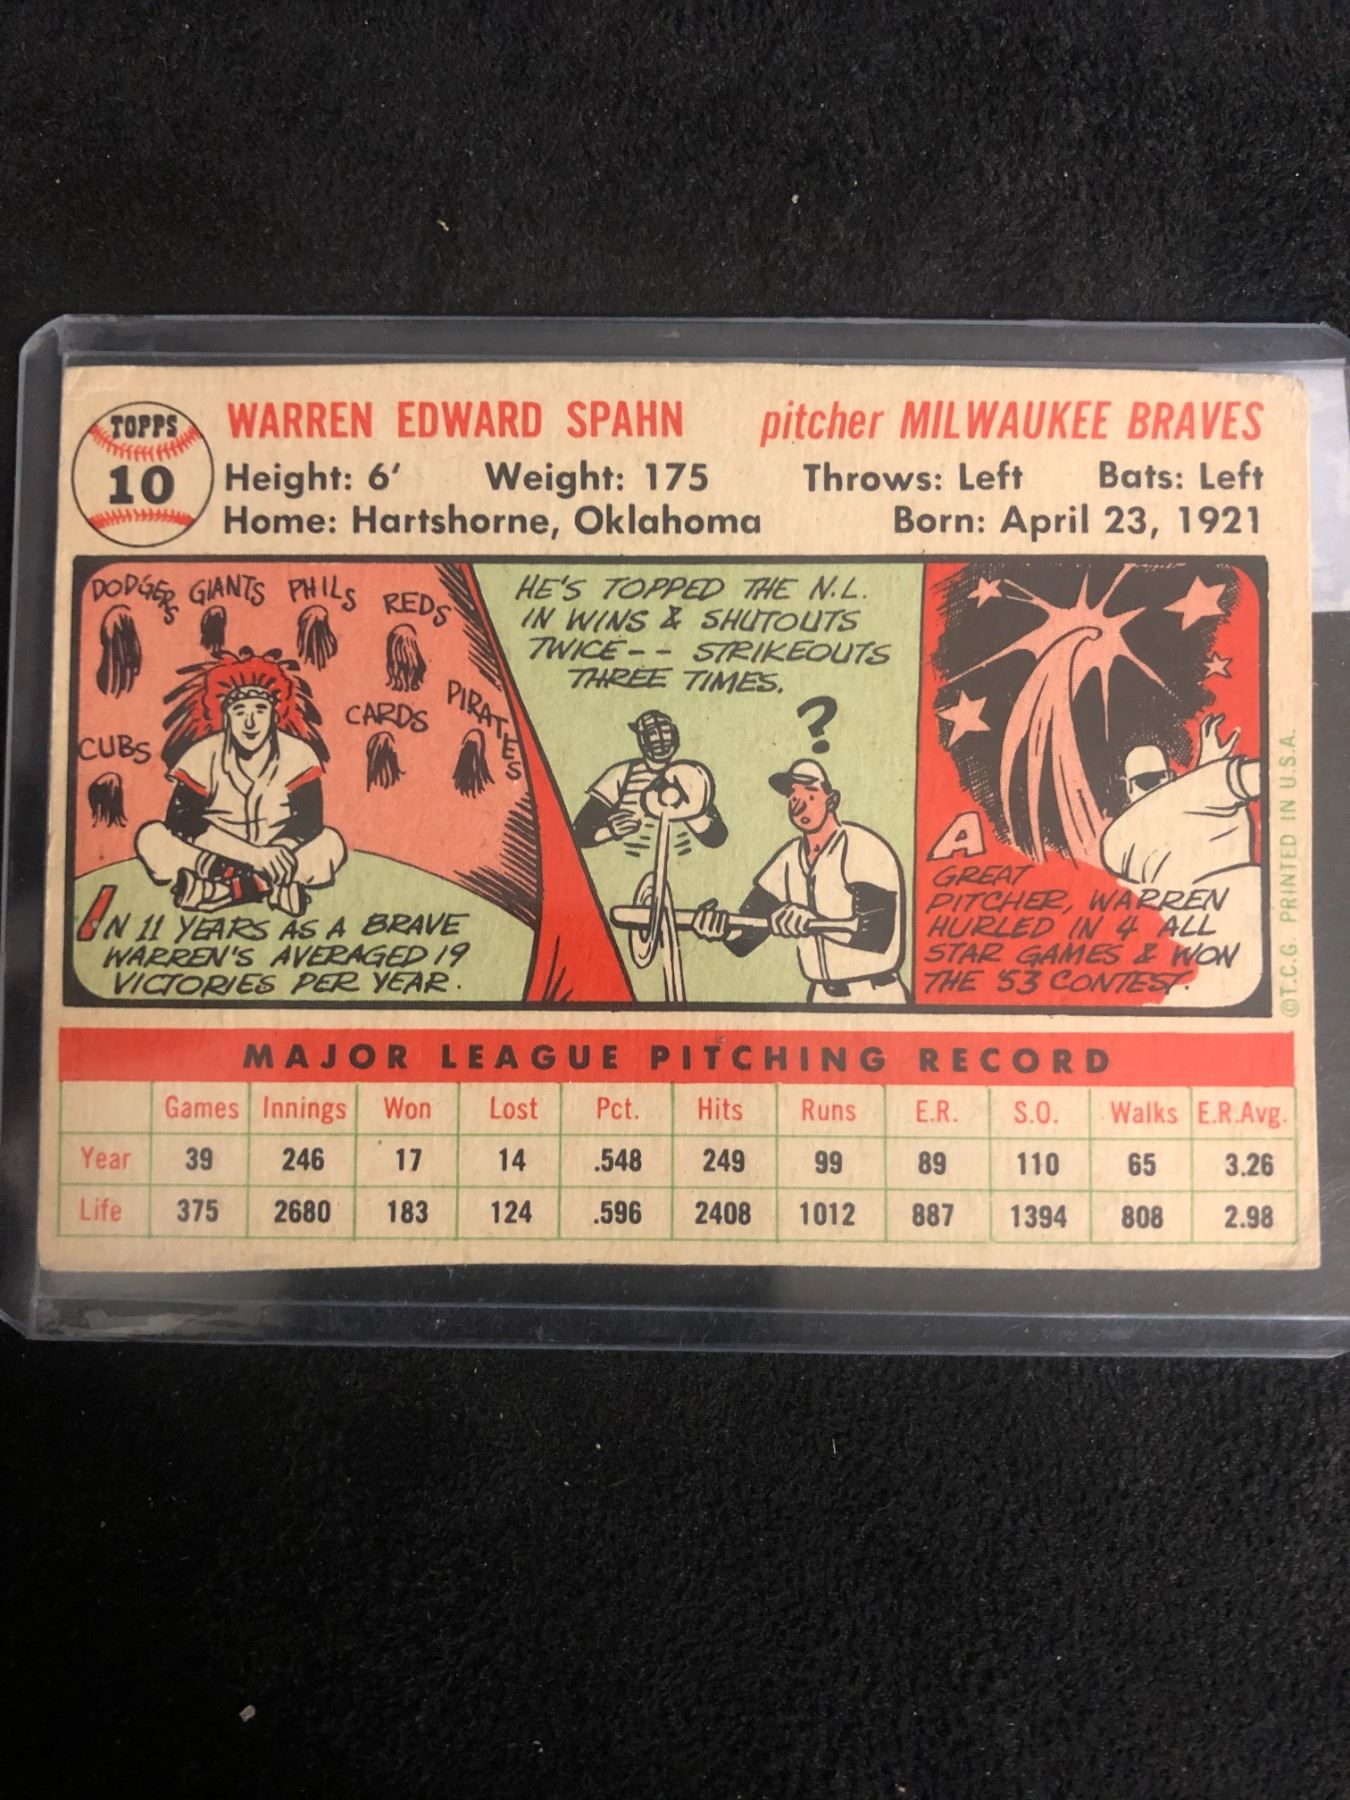 TOPPS
10
WARREN EDWARD SPAHN pitcher MILWAUKEE BRAVES
Height: 6' Weight: 175 Throws: Left Bats: Left
Home: Hartshorne, Oklahoma Born: April 23, 1921
DODGERS GIANTS PHILS REDS
CUBS CARDS PIRATES
IN 11 YEARS AS A BRAVE
WARREN'S AVERAGED 19
VICTORIES PER YEAR.
HE'S TOPPED THE N.L.
IN WINS & SHUTOUTS
TWICE-- STRIKEOUTS
THREE TIMES.
?
A
GREAT
PITCHER, WARREN
HURLED IN 4 ALL
STAR GAMES & WON
THE '53 CONTEST.
©T.C.G. PRINTED IN U.S.A.
MAJOR LEAGUE PITCHING RECORD
Games Innings Won Lost Pct. Hits Runs E.R. S.O. Walks E.R.Avg.
Year 39 246 17 14 .548 249 99 89 110 65 3.26
Life 375 2680 183 124 .596 2408 1012 887 1394 808 2.98